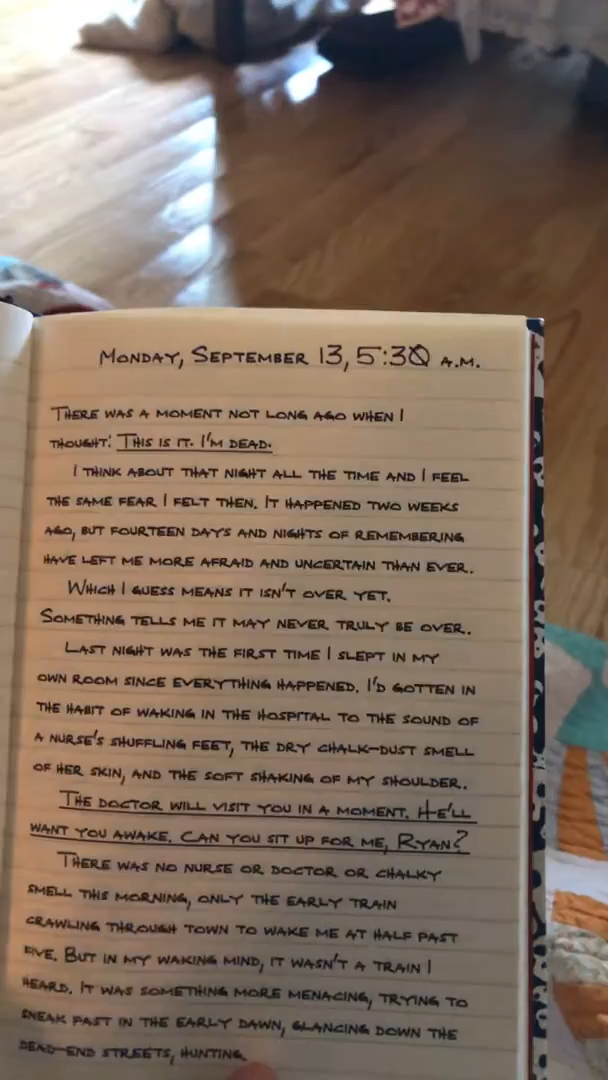 MONDAY, SEPTEMBER 13, 5:30 A.M.
THERE WAS A MOMENT NOT LONG AGO WHEN I
THOUGHT: THIS IS IT. I'M DEAD.
I THINK ABOUT THAT NIGHT ALL THE TIME AND I FEEL
THE SAME FEAR I FELT THEN. IT HAPPENED TWO WEEKS
AGO, BUT FOURTEEN DAYS AND NIGHTS OF REMEMBERING
HAVE LEFT ME MORE AFRAID AND UNCERTAIN THAN EVER.
WHICH I GUESS MEANS IT ISN'T OVER YET.
SOMETHING TELLS ME IT MAY NEVER TRULY BE OVER.
LAST NIGHT WAS THE FIRST TIME I SLEPT IN MY
OWN ROOM SINCE EVERYTHING HAPPENED. I'D GOTTEN IN
THE HABIT OF WAKING IN THE HOSPITAL TO THE SOUND OF
A NURSE'S SHUFFLING FEET, THE DRY CHALK-DUST SMELL
OF HER SKIN, AND THE SOFT SHAKING OF MY SHOULDER.
THE DOCTOR WILL VISIT YOU IN A MOMENT. HE'LL
WANT YOU AWAKE. CAN YOU SIT UP FOR ME, RYAN?
THERE WAS NO NURSE OR DOCTOR OR CHALKY
SMELL THIS MORNING, ONLY THE EARLY TRAIN
CRAWLING THROUGH TOWN TO WAKE ME AT HALF PAST
FIVE. BUT IN MY WAKING MIND, IT WASN'T A TRAIN I
HEARD. IT WAS SOMETHING MORE MENACING, TRYING TO
SNEAK PAST IN THE EARLY DAWN, GLANCING DOWN THE
DEAD-END STREETS, HUNTING.